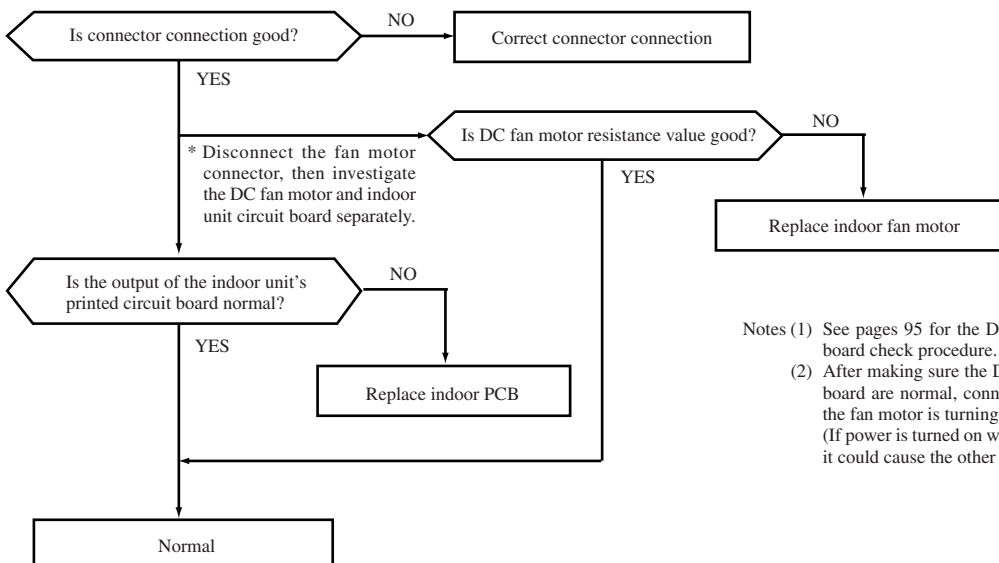 Is connector connection good?
NO
Correct connector connection
YES
* Disconnect the fan motor
connector, then investigate
the DC fan motor and indoor
unit circuit board separately.
Is DC fan motor resistance value good?
NO
YES
Replace indoor fan motor
Is the output of the indoor unit's
printed circuit board normal?
NO
YES
Replace indoor PCB
Notes (1) See pages 95 for the D
board check procedure.
(2) After making sure the D
board are normal, conn
the fan motor is turning
(If power is turned on w
it could cause the other
Normal